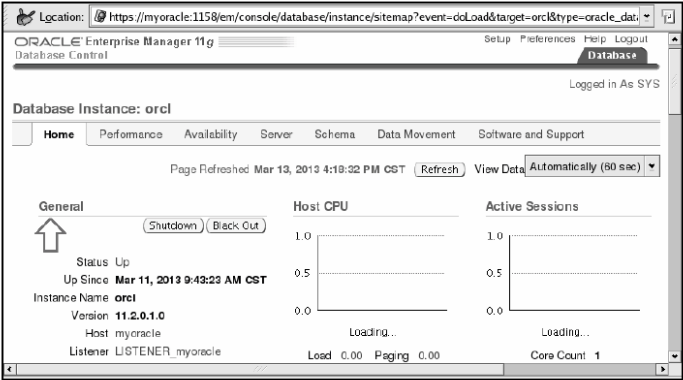 Location: https://myoracle:1158/em/console/database/instance/sitemap?event=doLoad&target=orcl&type=oracle_data
ORACLE Enterprise Manager 11g
Database Control
Setup Preferences Help Logout
Database
Logged in As SYS
Database Instance: orcl
Home Performance Availability Server Schema Data Movement Software and Support
Page Refreshed Mar 13, 2013 4:18:32 PM CST Refresh View Data Automatically (60 sec)
General Host CPU Active Sessions
Shutdown Black Out
1.0 1.0
Status Up
Up Since Mar 11, 2013 9:43:23 AM CST
0.5 0.5
Instance Name orcl
Version 11.2.0.1.0
0.0 0.0
Host myoracle
Loading... Loading...
Listener LISTENER_myoracle
Load 0.00 Paging 0.00 Core Count 1